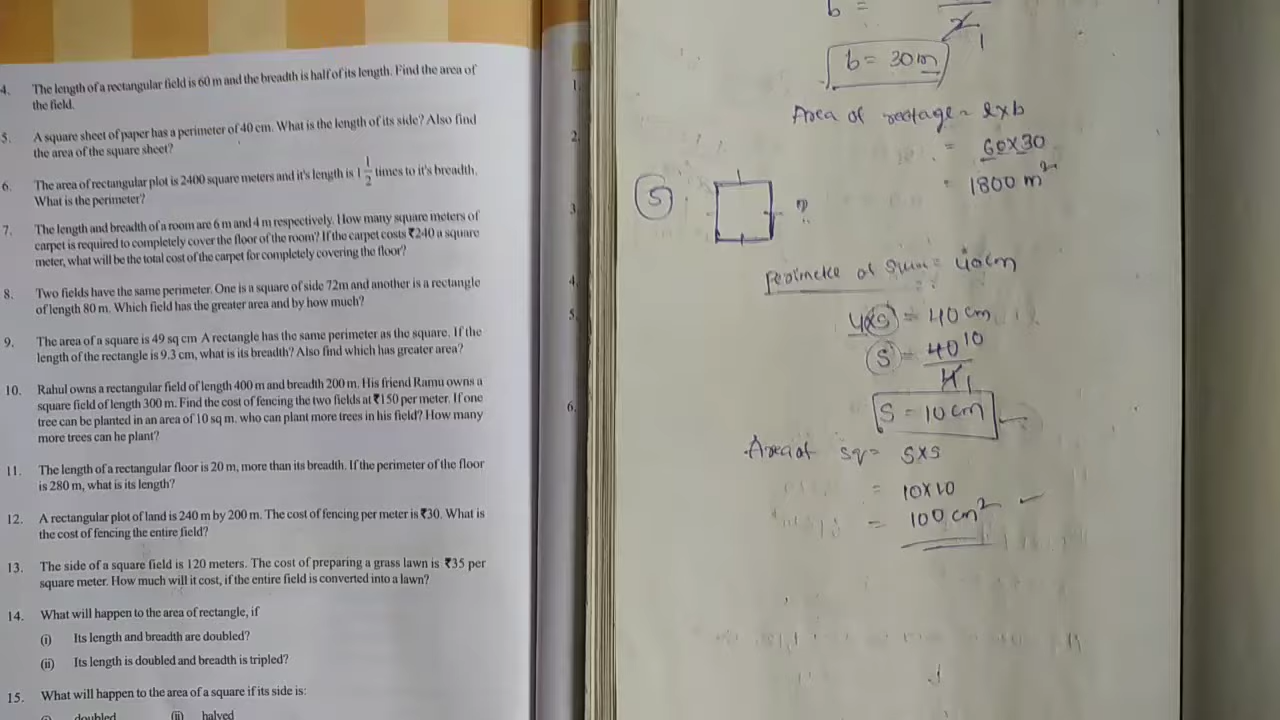 4. The length of a rectangular field is 60 m and the breadth is half of its length. Find the area of
the field.
5. A square sheet of paper has a perimeter of 40 cm. What is the length of its side? Also find
the area of the square sheet?
6. The area of rectangular plot is 2400 square meters and it's length is 1 1/2 times to it's breadth.
What is the perimeter?
7. The length and breadth of a room are 6 m and 4 m respectively. How many square meters of
carpet is required to completely cover the floor of the room? If the carpet costs ₹240 a square
meter, what will be the total cost of the carpet for completely covering the floor?
8. Two fields have the same perimeter. One is a square of side 72m and another is a rectangle
of length 80 m. Which field has the greater area and by how much?
9. The area of a square is 49 sq cm A rectangle has the same perimeter as the square. If the
length of the rectangle is 9.3 cm, what is its breadth? Also find which has greater area?
10. Rahul owns a rectangular field of length 400 m and breadth 200 m. His friend Ramu owns a
square field of length 300 m. Find the cost of fencing the two fields at ₹150 per meter. If one
tree can be planted in an area of 10 sq m, who can plant more trees in his field? How many
more trees can he plant?
11. The length of a rectangular floor is 20 m, more than its breadth. If the perimeter of the floor
is 280 m, what is its length?
12. A rectangular plot of land is 240 m by 200 m. The cost of fencing per meter is ₹30. What is
the cost of fencing the entire field?
13. The side of a square field is 120 meters. The cost of preparing a grass lawn is ₹35 per
square meter. How much will it cost, if the entire field is converted into a lawn?
14. What will happen to the area of rectangle, if
(i) Its length and breadth are doubled?
(ii) Its length is doubled and breadth is tripled?
15. What will happen to the area of a square if its side is:
(i) doubled (ii) halved
1.
2.
3.
4.
5.
6.
b =
2 1
b = 30m
Area of rectage = l×b
= 60×30
= 1800 m²
5 ?
= 40cm
4×S = 40 cm
S = 40 10
4 1
S = 10 cm
Area of sq = S×S
= 10×10
= 100 cm²